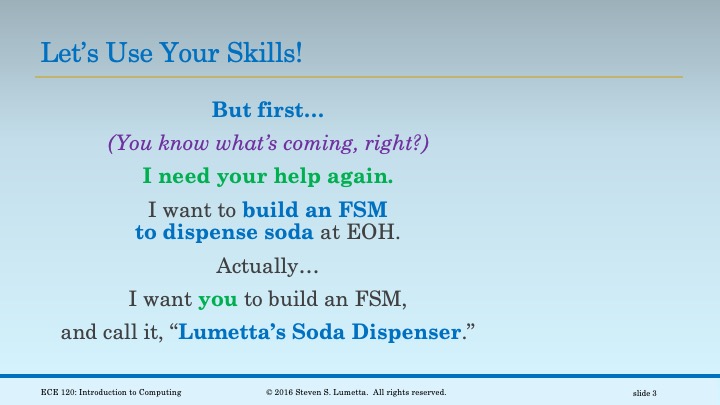 Let's Use Your Skills!
But first…
(You know what's coming, right?)
I need your help again.
I want to build an FSM
to dispense soda at EOH.
Actually…
I want you to build an FSM,
and call it, “Lumetta's Soda Dispenser.”
ECE 120: Introduction to Computing
© 2016 Steven S. Lumetta.  All rights reserved.
slide 3